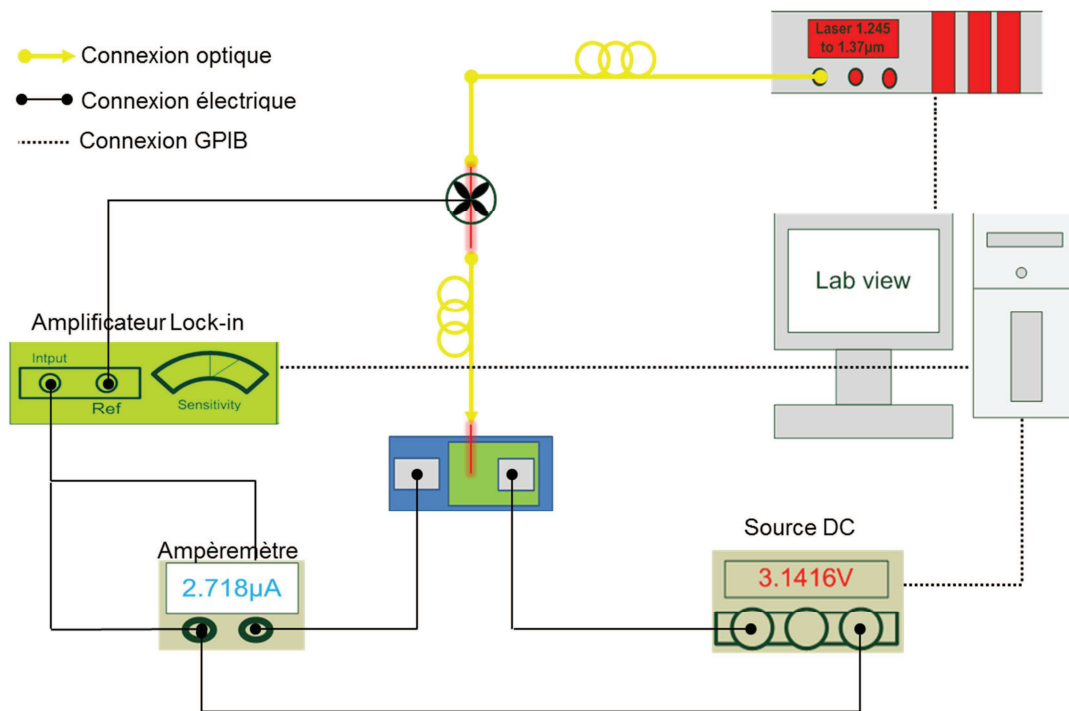 Laser 1.245
to 1.37µm
Connexion optique
Connexion électrique
Connexion GPIB
Lab view
Amplificateur Lock-in
Intput
Ref
Sensitivity
Source DC
Ampèremètre
2.718µA
3.1416V